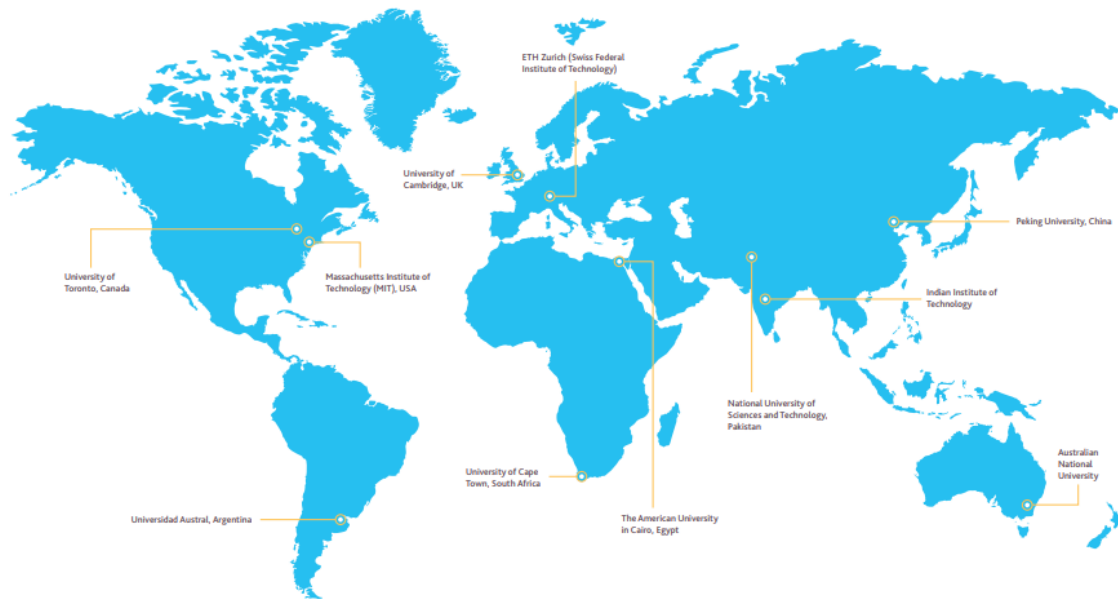 ETH Zurich (Swiss Federal
Institute of Technology)
University of
Cambridge, UK
Peking University, China
University of
Toronto, Canada
Massachusetts Institute of
Technology (MIT), USA
Indian Institute of
Technology
National University of
Sciences and Technology,
Pakistan
Australian
National
University
University of Cape
Town, South Africa
Universidad Austral, Argentina
The American University
in Cairo, Egypt